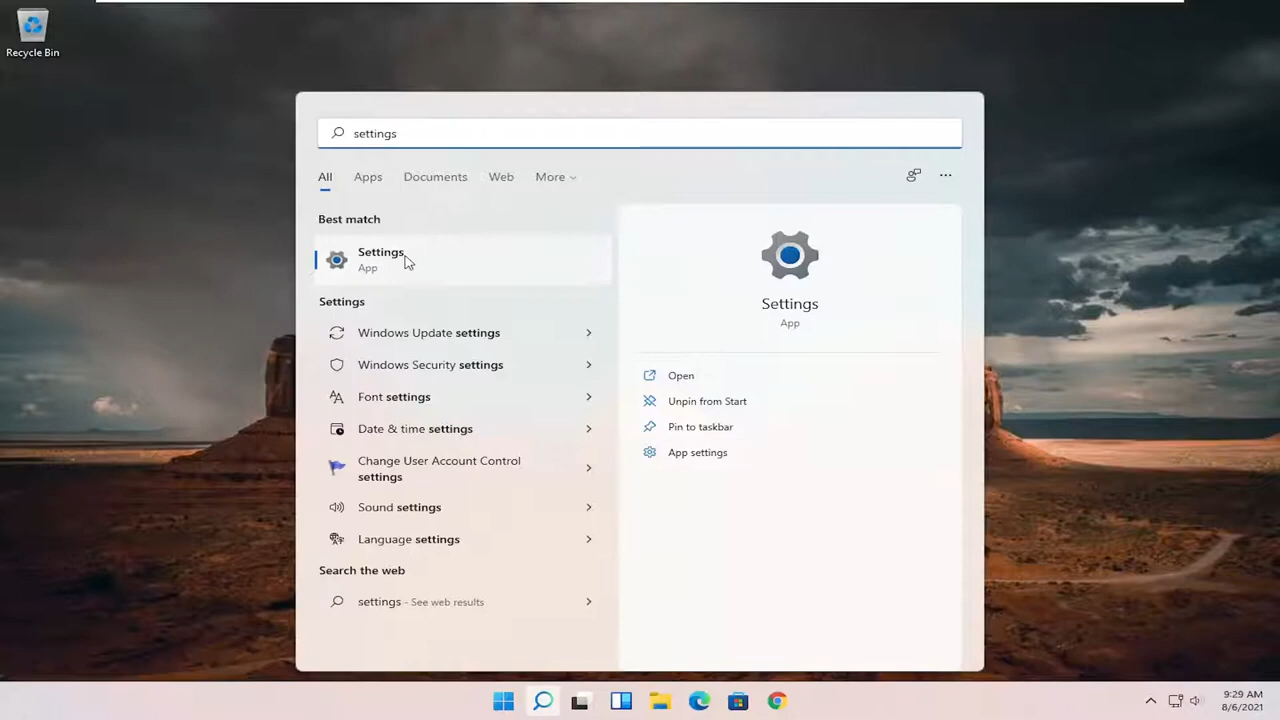 Recycle Bin
settings
All Apps Documents Web More
Best match
Settings
App
Settings
Windows Update settings
Windows Security settings
Font settings
Date & time settings
Change User Account Control
settings
Sound settings
Language settings
Search the web
settings - See web results
Settings
App
Open
Unpin from Start
Pin to taskbar
App settings
9:29 AM
8/6/2021